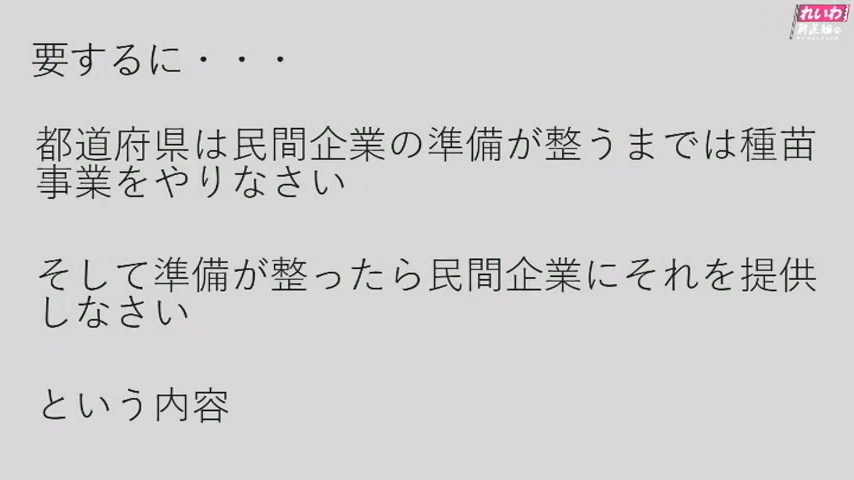 れいわ
新選組
要するに・・・
都道府県は民間企業の準備が整うまでは種苗
事業をやりなさい
そして準備が整ったら民間企業にそれを提供
しなさい
という内容